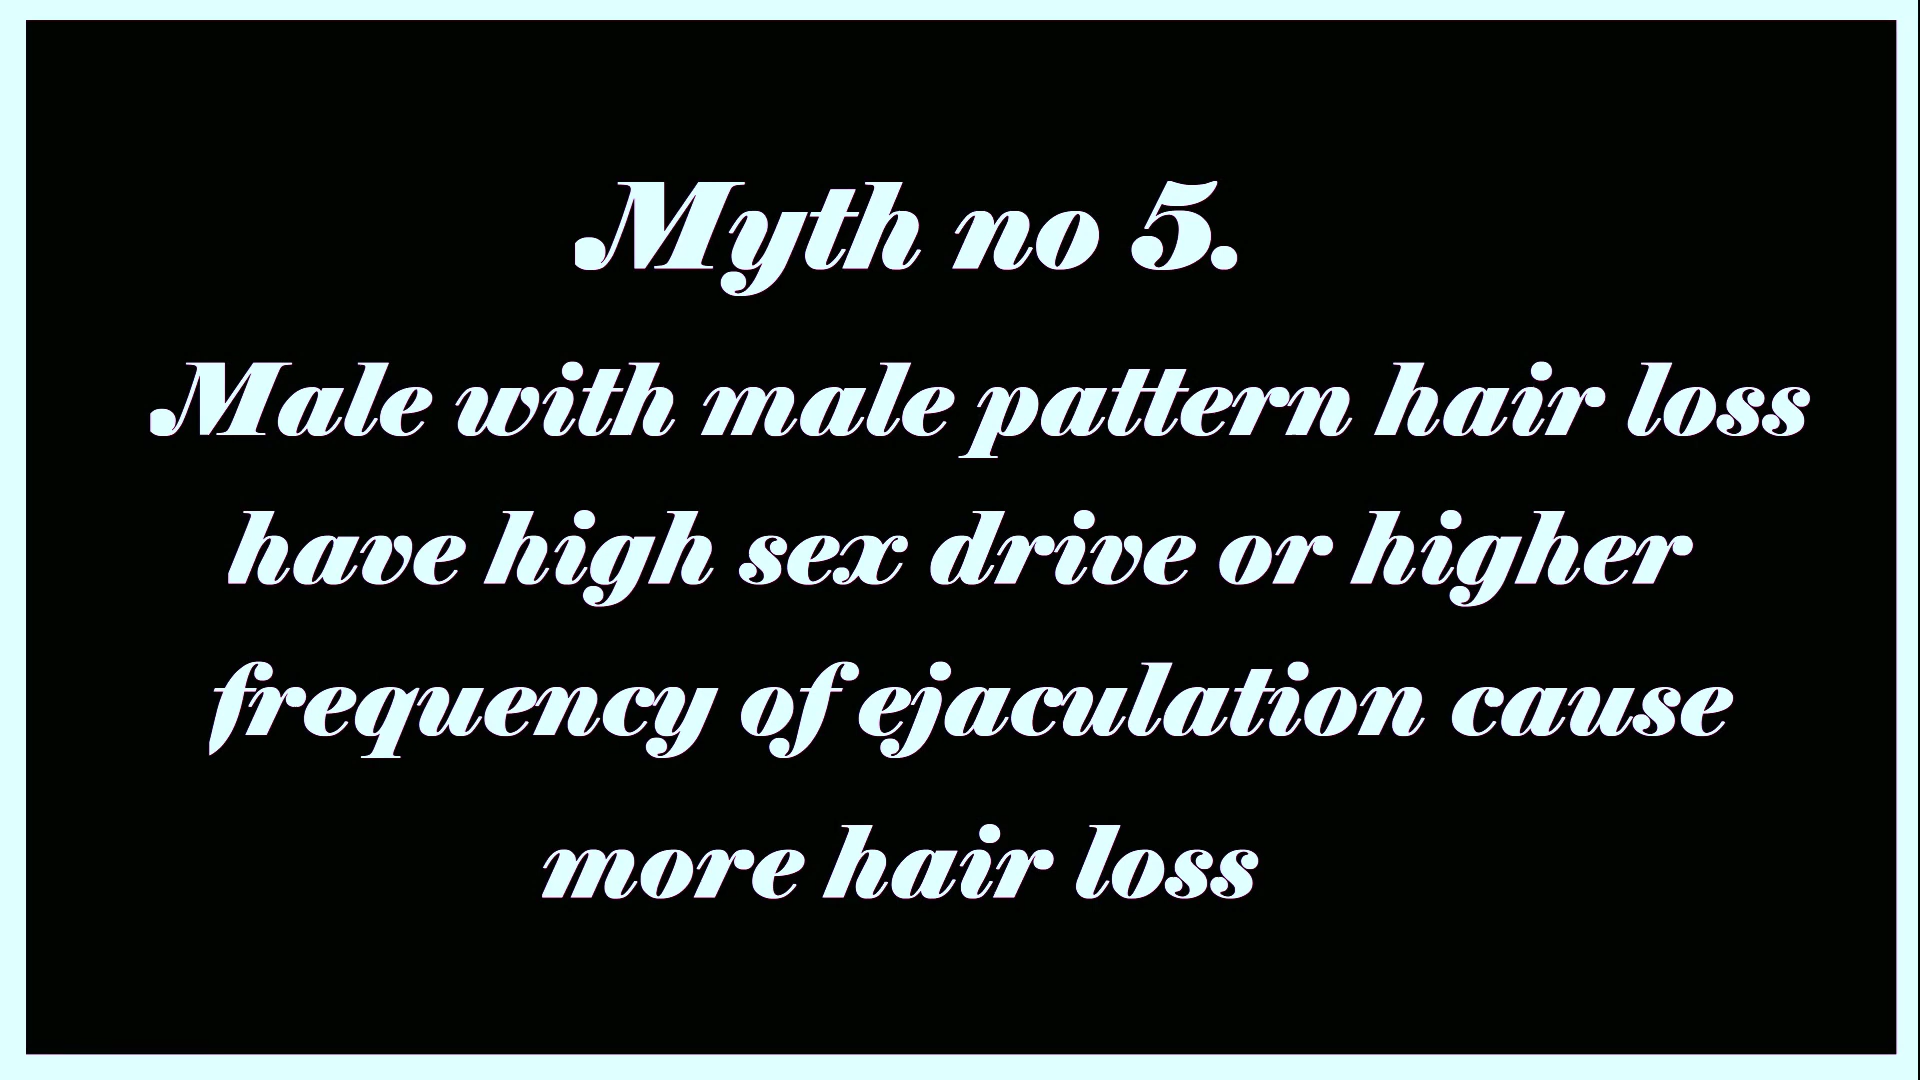 Myth no 5.
Male with male pattern hair loss
have high sex drive or higher
frequency of ejaculation cause
more hair loss